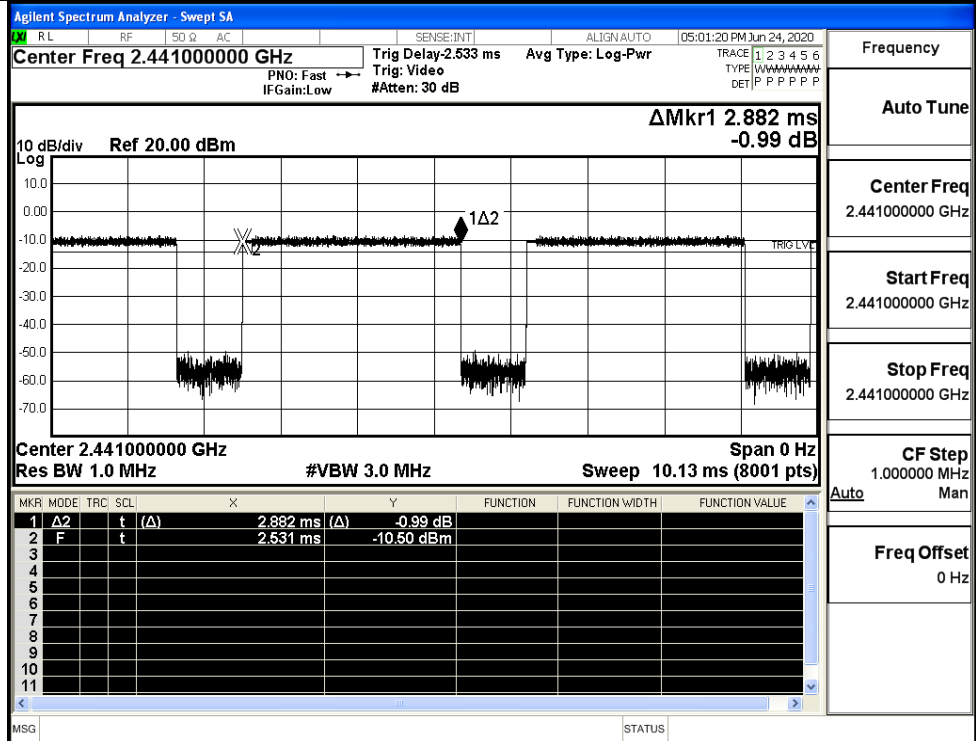 Agilent Spectrum Analyzer - Swept SA
LXI RL RF 50 Ω AC SENSE:INT ALIGN AUTO 05:01:20 PM Jun 24, 2020
Center Freq 2.441000000 GHz
PNO: Fast
IFGain:Low
Trig Delay-2.533 ms
Trig: Video
#Atten: 30 dB
Avg Type: Log-Pwr
TRACE 1 2 3 4 5 6
TYPE WWWWWW
DET P P P P P P
ΔMkr1 2.882 ms
-0.99 dB
10 dB/div Ref 20.00 dBm
Log
10.0
0.00
-10.0
-20.0
-30.0
-40.0
-50.0
-60.0
-70.0
1Δ2
2
TRIG LVL
Center 2.441000000 GHz Span 0 Hz
Res BW 1.0 MHz #VBW 3.0 MHz Sweep 10.13 ms (8001 pts)
MKR MODE TRC SCL X Y FUNCTION FUNCTION WIDTH FUNCTION VALUE
1 Δ2 t (Δ) 2.882 ms (Δ) -0.99 dB
2 F t 2.531 ms -10.50 dBm
3
4
5
6
7
8
9
10
11
MSG STATUS
Frequency
Auto Tune
Center Freq
2.441000000 GHz
Start Freq
2.441000000 GHz
Stop Freq
2.441000000 GHz
CF Step
1.000000 MHz
Auto Man
Freq Offset
0 Hz